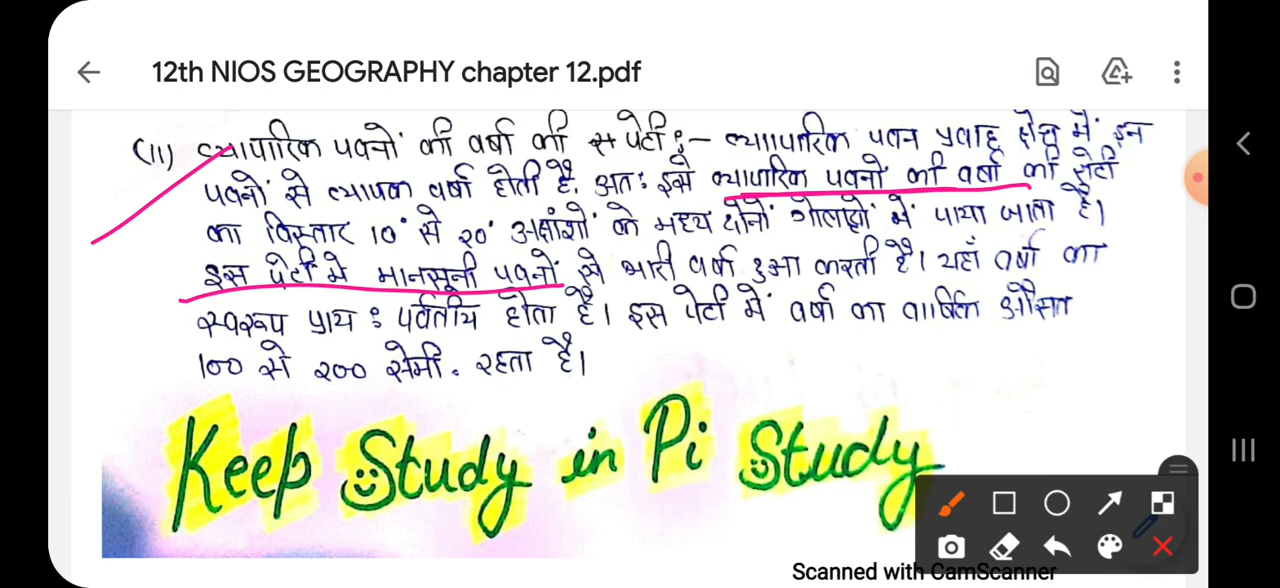 12th NIOS GEOGRAPHY chapter 12.pdf
(ii) व्यापारिक पवनों की वर्षा की स पेटी :- व्यापारिक पवन प्रवाह क्षेत्र में इन
पवनों से व्यापक वर्षा होती है. अतः इसे व्यापारिक पवनों की वर्षा की पेटी
का विस्तार 10° से २0° अक्षांशों के मध्य दोनों गोलार्द्धो में पाया जाता है।
इस पेटी मे मानसूनी पवनों से भारी वर्षा हुआ करती है। यहाँ वर्षा का
स्वरूप प्राय : पर्वतीय होता है। इस पेटी में वर्षा का वार्षिक औसत
100 से २०० सेमी. रहता है।
Keep Study in Pi Study
Scanned with CamScanner